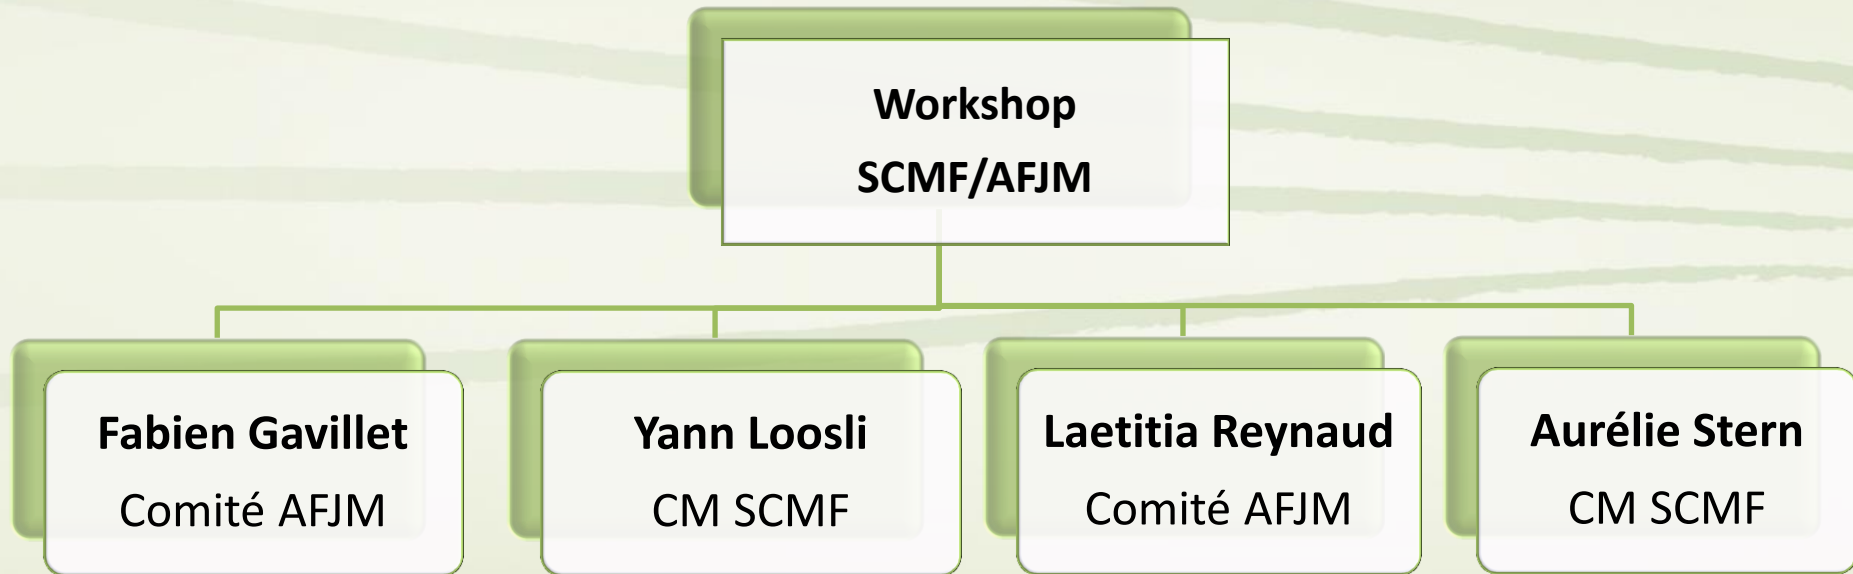 Workshop
SCMF/AFJM
Fabien Gavillet
Comité AFJM
Yann Loosli
CM SCMF
Laetitia Reynaud
Comité AFJM
Aurélie Stern
CM SCMF